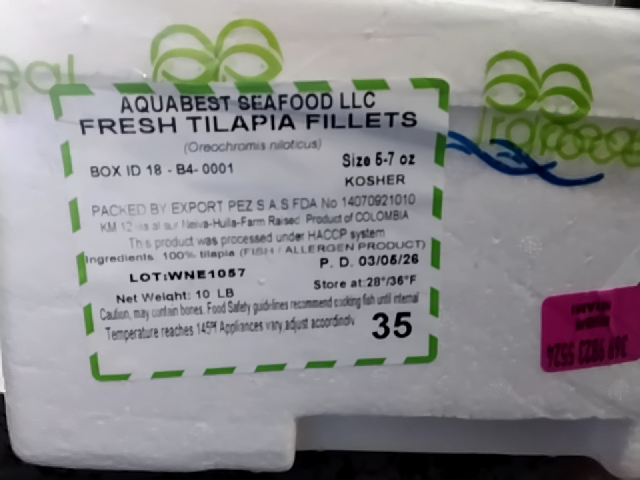 AQUABEST SEAFOOD LLC
FRESH TILAPIA FILLETS
(Oreochromis niloticus)
BOX ID 18 - B4- 0001
Size 5-7 oz
KOSHER
PACKED BY EXPORT PEZ S A S FDA No 14070921010
KM 12 al sur Neiva-Huila-Farm Raised Product of COLOMBIA
This product was processed under HACCP system
Ingredients. 100% tilapia (FISH / ALLERGEN PRODUCT)
LOT:WNE1057
P. D. 03/05/26
Net Weight: 10 LB
Store at:28°/36°F
Caution, may contain bones. Food Safety guidelines recommend cooking fish until internal
Temperature reaches 145°F Appliances vary adjust accordindly
35